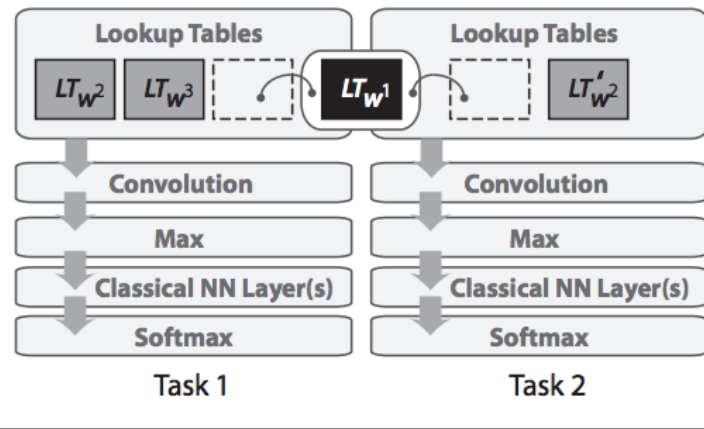 Lookup Tables Lookup Tables
LT_w² LT_w³ LT_w¹ LT′_w²
Convolution Convolution
Max Max
Classical NN Layer(s) Classical NN Layer(s)
Softmax Softmax
Task 1 Task 2